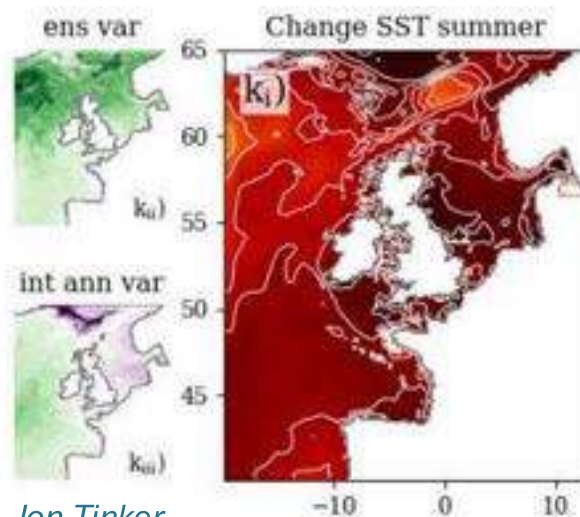 ens var
Change SST summer
65
kᵢ)
60
kᵢᵢ)
55
int ann var
50
45
kᵢᵢᵢ)
Jon Tinker
−10 0 10